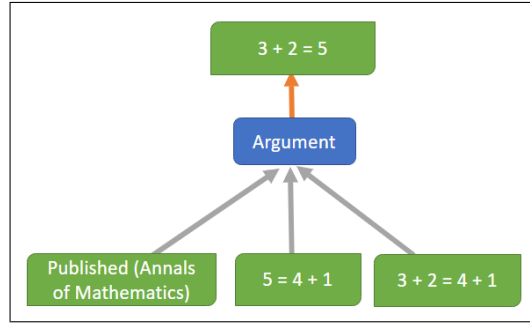 3 + 2 = 5
Argument
Published (Annals
of Mathematics)
5 = 4 + 1
3 + 2 = 4 + 1